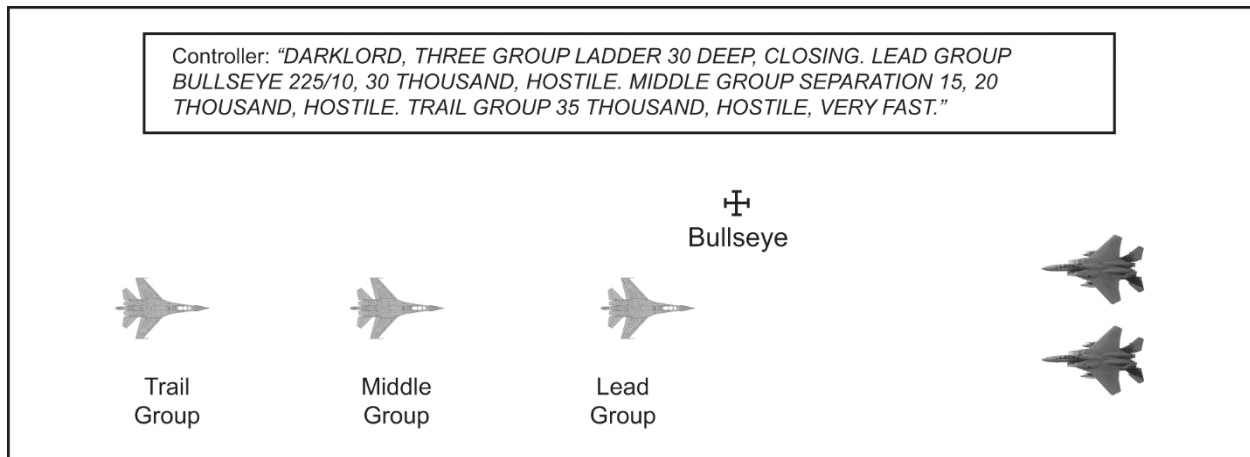 Controller: “DARKLORD, THREE GROUP LADDER 30 DEEP, CLOSING. LEAD GROUP
BULLSEYE 225/10, 30 THOUSAND, HOSTILE. MIDDLE GROUP SEPARATION 15, 20
THOUSAND, HOSTILE. TRAIL GROUP 35 THOUSAND, HOSTILE, VERY FAST.”
Bullseye
Trail
Group
Middle
Group
Lead
Group